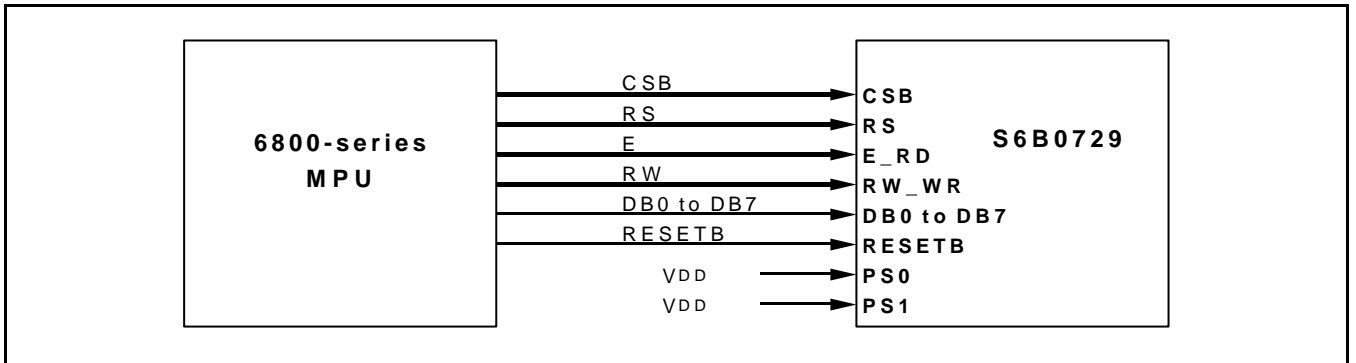 6800-series
MPU
CSB
RS
E
RW
DB0 to DB7
RESETB
VDD
VDD
CSB
RS
E_RD
RW_WR
DB0 to DB7
RESETB
PS0
PS1
S6B0729